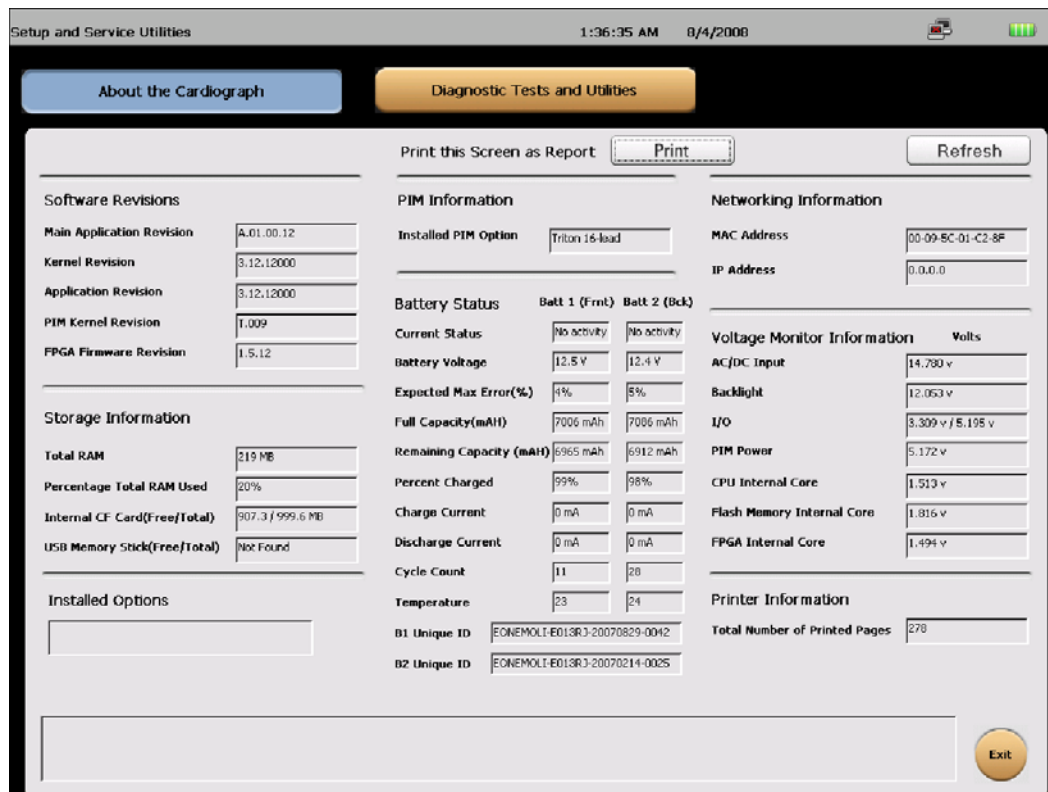 Setup and Service Utilities 1:36:35 AM 8/4/2008
About the Cardiograph
Diagnostic Tests and Utilities
Print this Screen as Report Print Refresh
Software Revisions
Main Application Revision A.01.00.12
Kernel Revision 3.12.12000
Application Revision 3.12.12000
PIM Kernel Revision T.009
FPGA Firmware Revision 1.5.12
Storage Information
Total RAM 219 MB
Percentage Total RAM Used 20%
Internal CF Card(Free/Total) 907.3 / 999.6 MB
USB Memory Stick(Free/Total) Not Found
Installed Options
PIM Information
Installed PIM Option Triton 16-lead
Battery Status Batt 1 (Frnt) Batt 2 (Bck)
Current Status No activity No activity
Battery Voltage 12.5 V 12.4 V
Expected Max Error(%) 4% 5%
Full Capacity(mAH) 7006 mAh 7086 mAh
Remaining Capacity (mAH) 6965 mAh 6912 mAh
Percent Charged 99% 98%
Charge Current 0 mA 0 mA
Discharge Current 0 mA 0 mA
Cycle Count 11 28
Temperature 23 24
B1 Unique ID EONEMOLI-E013RJ-20070829-0042
B2 Unique ID EONEMOLI-E013RJ-20070214-0025
Networking Information
MAC Address 00-09-5C-01-C2-8F
IP Address 0.0.0.0
Voltage Monitor Information Volts
AC/DC Input 14.780 v
Backlight 12.053 v
I/O 3.309 v / 5.195 v
PIM Power 5.172 v
CPU Internal Core 1.513 v
Flash Memory Internal Core 1.816 v
FPGA Internal Core 1.494 v
Printer Information
Total Number of Printed Pages 278
Exit